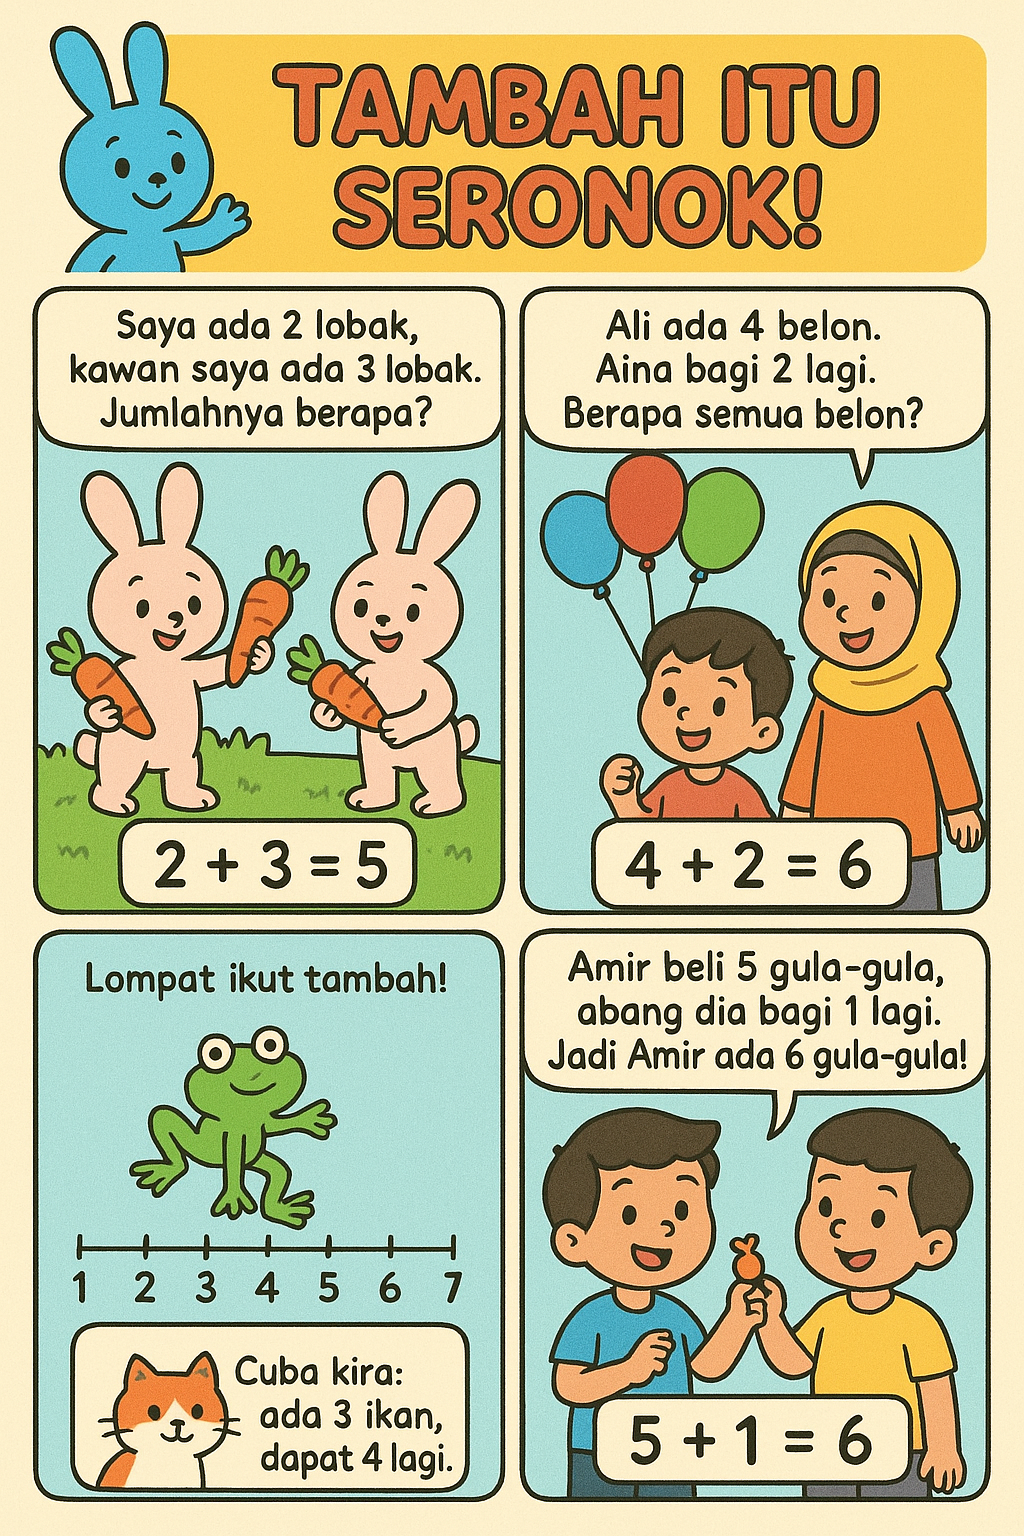 TAMBAH ITU
SERONOK!
Saya ada 2 lobak,
kawan saya ada 3 lobak.
Jumlahnya berapa?
2 + 3 = 5
Ali ada 4 belon.
Aina bagi 2 lagi.
Berapa semua belon?
4 + 2 = 6
Lompat ikut tambah!
1 2 3 4 5 6 7
Cuba kira:
ada 3 ikan,
dapat 4 lagi.
Amir beli 5 gula-gula,
abang dia bagi 1 lagi.
Jadi Amir ada 6 gula-gula!
5 + 1 = 6